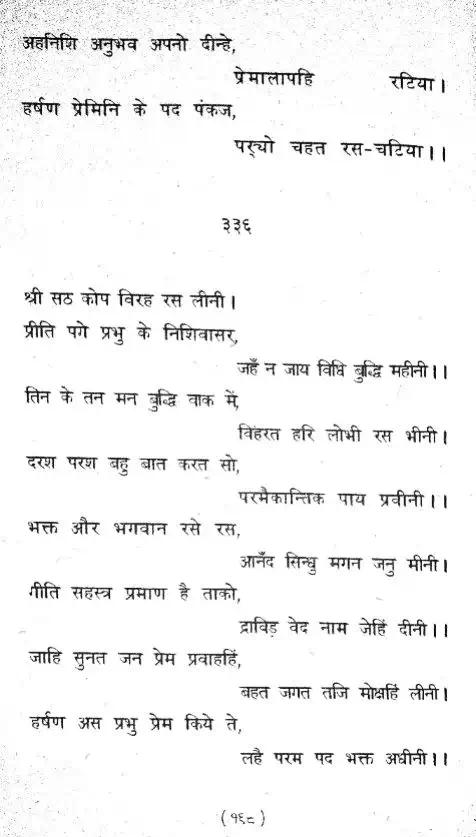 अहनिशि अनुभव अपनो दीन्हे,
प्रेमालापहि रटिया।
हर्षण प्रेमिनि के पद पंकज,
पर्‌यो चहत रस-चटिया।।
३३६
श्री सठ कोप विरह रस लीनी।
प्रीति पगे प्रभु के निशिवासर,
जहँ न जाय विधि बुद्धि महीनी।।
तिन के तन मन बुद्धि वाक में,
विहरत हरि लोभी रस भीनी।
दरश परश बहु बात करत सो,
परमैकान्तिक पाय प्रवीनी।।
भक्त और भगवान रसे रस,
आनँद सिन्धु मगन जनु मीनी।
गीति सहस्त्र प्रमाण है ताको,
द्राविड़ वेद नाम जेहिं दीनी।।
जाहि सुनत जन प्रेम प्रवाहहिं,
बहत जगत तजि मोक्षहिं लीनी।
हर्षण अस प्रभु प्रेम किये ते,
लहै परम पद भक्त अधीनी।।
(१६८)